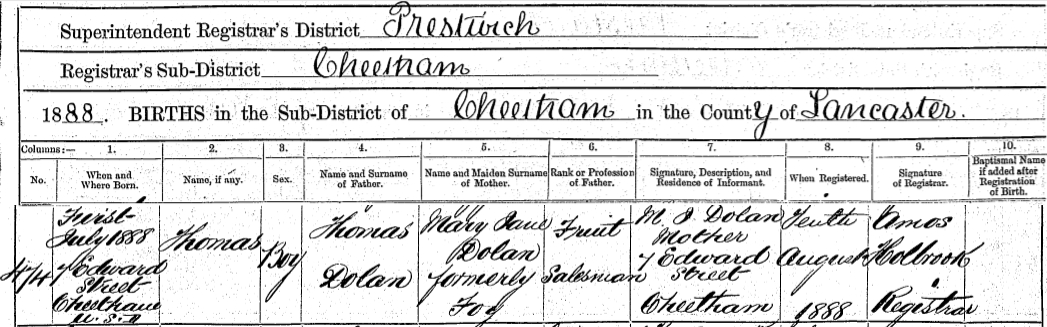 Superintendent Registrar's District Prestwich
Registrar's Sub-District Cheetham
1888. BIRTHS in the Sub-District of Cheetham in the County of Lancaster.
Columns:— 1. 2. 3. 4. 5. 6. 7. 8. 9. 10.
No. When and Where Born. Name, if any. Sex. Name and Surname of Father. Name and Maiden Surname of Mother. Rank or Profession of Father. Signature, Description, and Residence of Informant. When Registered. Signature of Registrar. Baptismal Name if added after Registration of Birth.
474
First
July 1888
7 Edward
Street
Cheetham
U. S. D
Thomas
Boy
Thomas
Dolan
Mary Jane
Dolan
formerly
Foy
Fruit
Salesman
M. J. Dolan
Mother
7 Edward
Street
Cheetham
Tenth
August
1888
Amos
Holbrook
Registrar